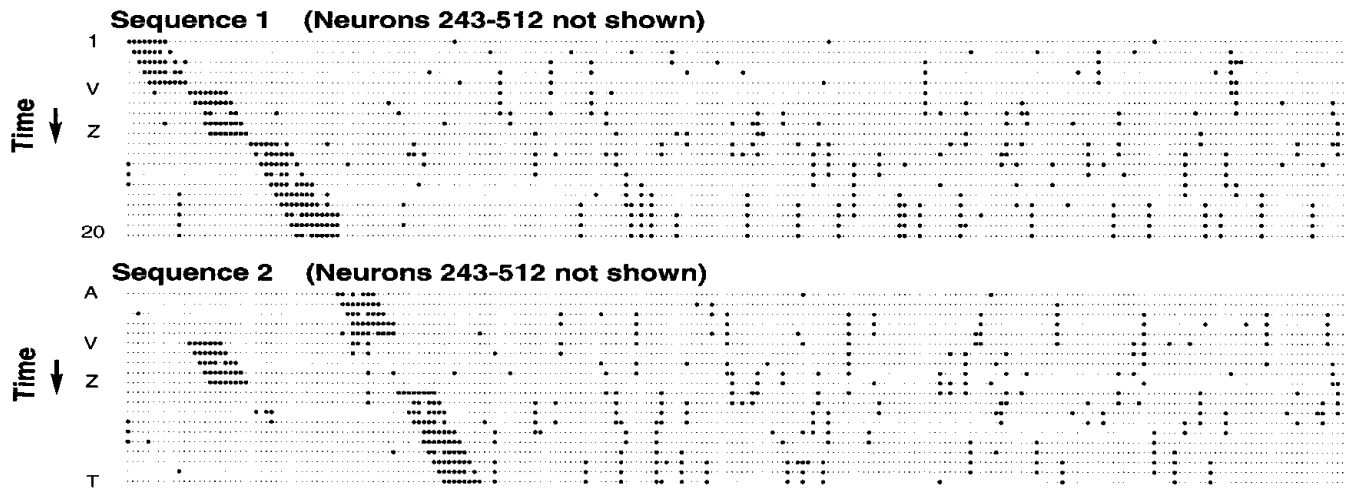 Sequence 1 (Neurons 243-512 not shown)
1
V
Time
Z
20
Sequence 2 (Neurons 243-512 not shown)
A
V
Time
Z
T